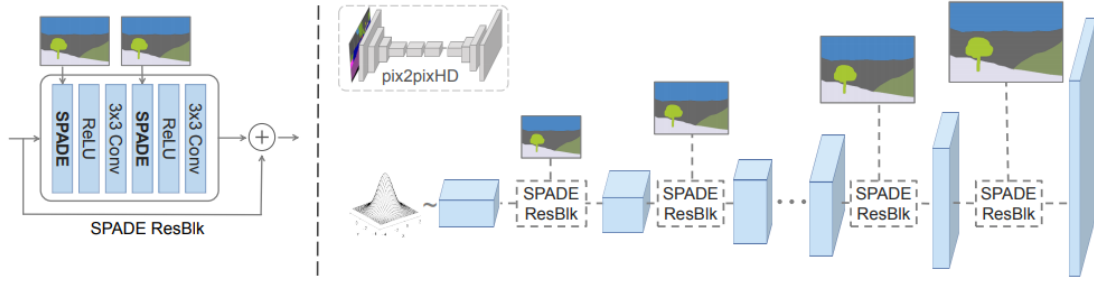 SPADE
ReLU
3x3 Conv
SPADE
ReLU
3x3 Conv
SPADE ResBlk
pix2pixHD
~
SPADE
ResBlk
SPADE
ResBlk
SPADE
ResBlk
SPADE
ResBlk